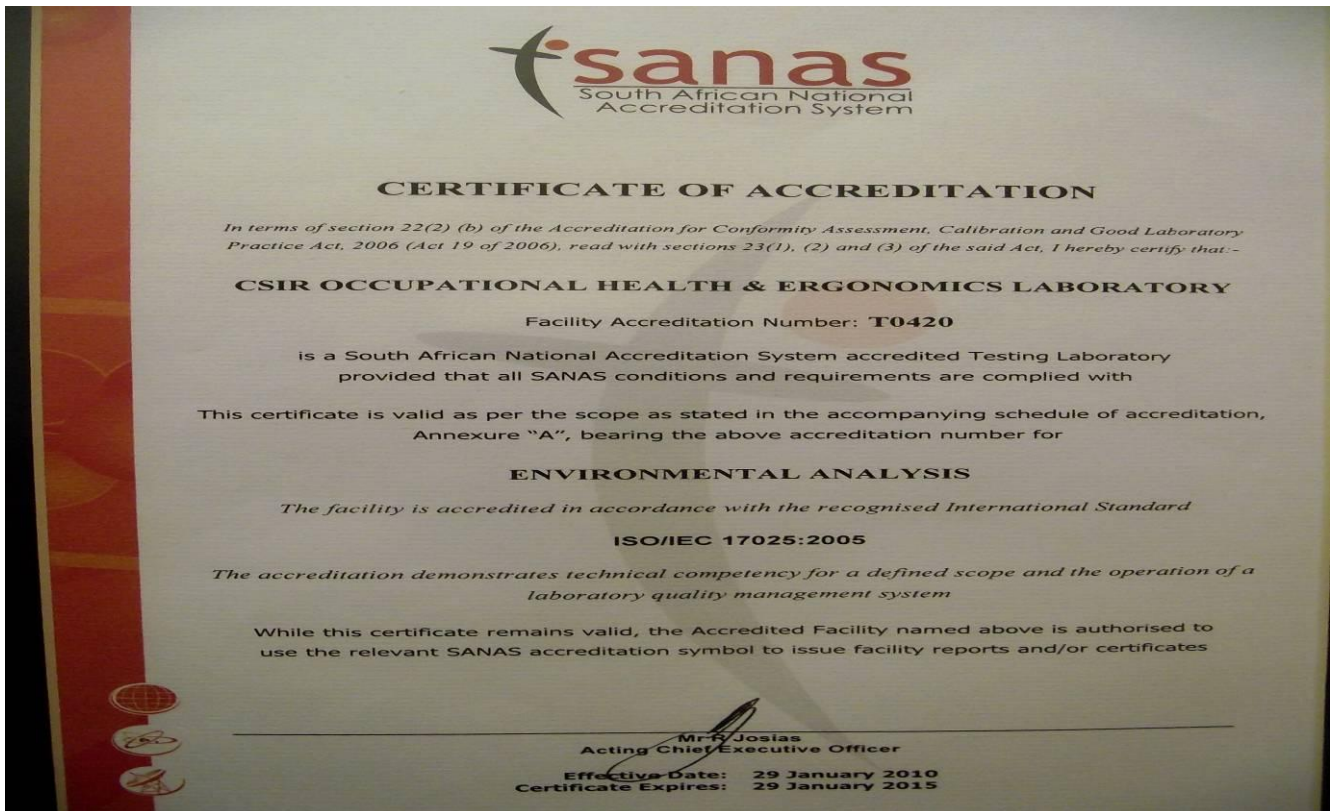 sanas
South African National
Accreditation System
CERTIFICATE OF ACCREDITATION
In terms of section 22(2) (b) of the Accreditation for Conformity Assessment, Calibration and Good Laboratory
Practice Act, 2006 (Act 19 of 2006), read with sections 23(1), (2) and (3) of the said Act, I hereby certify that:-
CSIR OCCUPATIONAL HEALTH & ERGONOMICS LABORATORY
Facility Accreditation Number: T0420
is a South African National Accreditation System accredited Testing Laboratory
provided that all SANAS conditions and requirements are complied with
This certificate is valid as per the scope as stated in the accompanying schedule of accreditation,
Annexure "A", bearing the above accreditation number for
ENVIRONMENTAL ANALYSIS
The facility is accredited in accordance with the recognised International Standard
ISO/IEC 17025:2005
The accreditation demonstrates technical competency for a defined scope and the operation of a
laboratory quality management system
While this certificate remains valid, the Accredited Facility named above is authorised to
use the relevant SANAS accreditation symbol to issue facility reports and/or certificates
Mr R Josias
Acting Chief Executive Officer
Effective Date: 29 January 2010
Certificate Expires: 29 January 2015